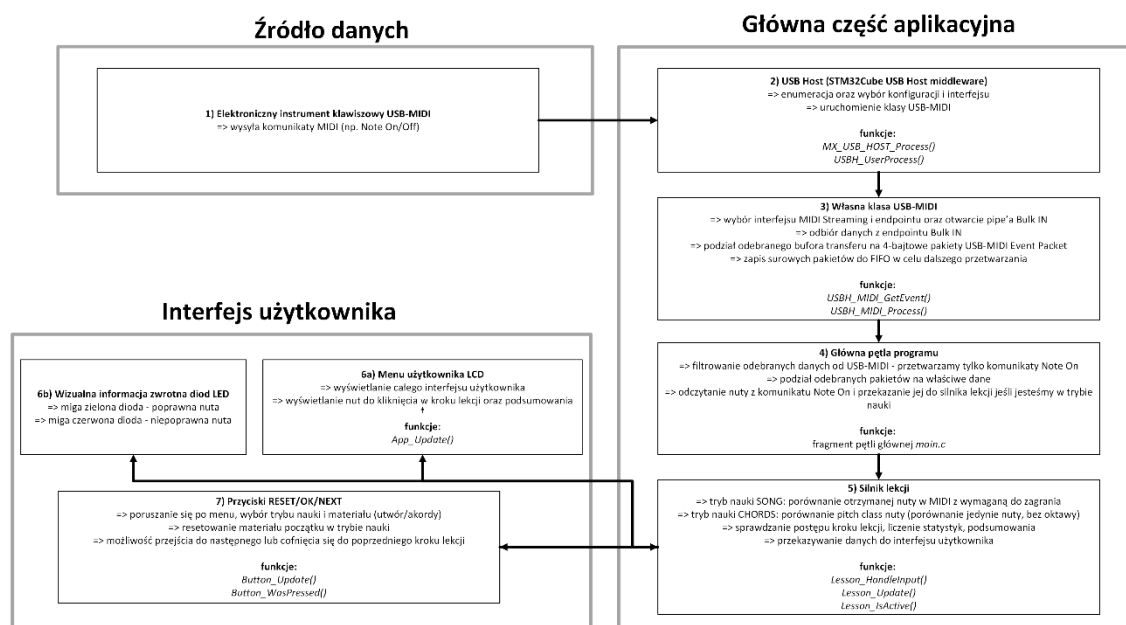 Źródło danych
1) Elektroniczny instrument klawiszowy USB-MIDI
=> wysyła komunikaty MIDI (np. Note On/Off)
Główna część aplikacyjna
2) USB Host (STM32Cube USB Host middleware)
=> enumeracja oraz wybór konfiguracji i interfejsu
=> uruchomienie klasy USB-MIDI
funkcje:
MX_USB_HOST_Process()
USBH_UserProcess()
3) Własna klasa USB-MIDI
=> wybór interfejsu MIDI Streaming i endpointu oraz otwarcie pipe'a Bulk IN
=> odbiór danych z endpointu Bulk IN
=> podział odebranego bufora transferu na 4-bajtowe pakiety USB-MIDI Event Packet
=> zapis surowych pakietów do FIFO w celu dalszego przetwarzania
funkcje:
USBH_MIDI_GetEvent()
USBH_MIDI_Process()
4) Główna pętla programu
=> filtrowanie odebranych danych od USB-MIDI - przetwarzamy tylko komunikaty Note On
=> podział odebranych pakietów na właściwe dane
=> odczytanie nuty z komunikatu Note On i przekazanie jej do silnika lekcji jeśli jesteśmy w trybie
nauki
funkcje:
fragment pętli głównej main.c
5) Silnik lekcji
=> tryb nauki SONG: porównanie otrzymanej nuty w MIDI z wymaganą do zagrania
=> tryb nauki CHORDS: porównanie pitch class nuty (porównanie jedynie nuty, bez oktawy)
=> sprawdzanie postępu kroku lekcji, liczenie statystyk, podsumowania
=> przekazywanie danych do interfejsu użytkownika
funkcje:
Lesson_HandleInput()
Lesson_Update()
Lesson_IsActive()
Interfejs użytkownika
6b) Wizualna informacja zwrotna diod LED
=> miga zielona dioda - poprawna nuta
=> miga czerwona dioda - niepoprawna nuta
6a) Menu użytkownika LCD
=> wyświetlanie całego interfejsu użytkownika
=> wyświetlanie nut do kliknięcia w kroku lekcji oraz podsumowania
funkcje:
App_Update()
7) Przyciski RESET/OK/NEXT
=> poruszanie się po menu, wybór trybu nauki i materiału (utwór/akordy)
=> resetowanie materiału początku w trybie nauki
=> możliwość przejścia do następnego lub cofnięcia się do poprzedniego kroku lekcji
funkcje:
Button_Update()
Button_WasPressed()